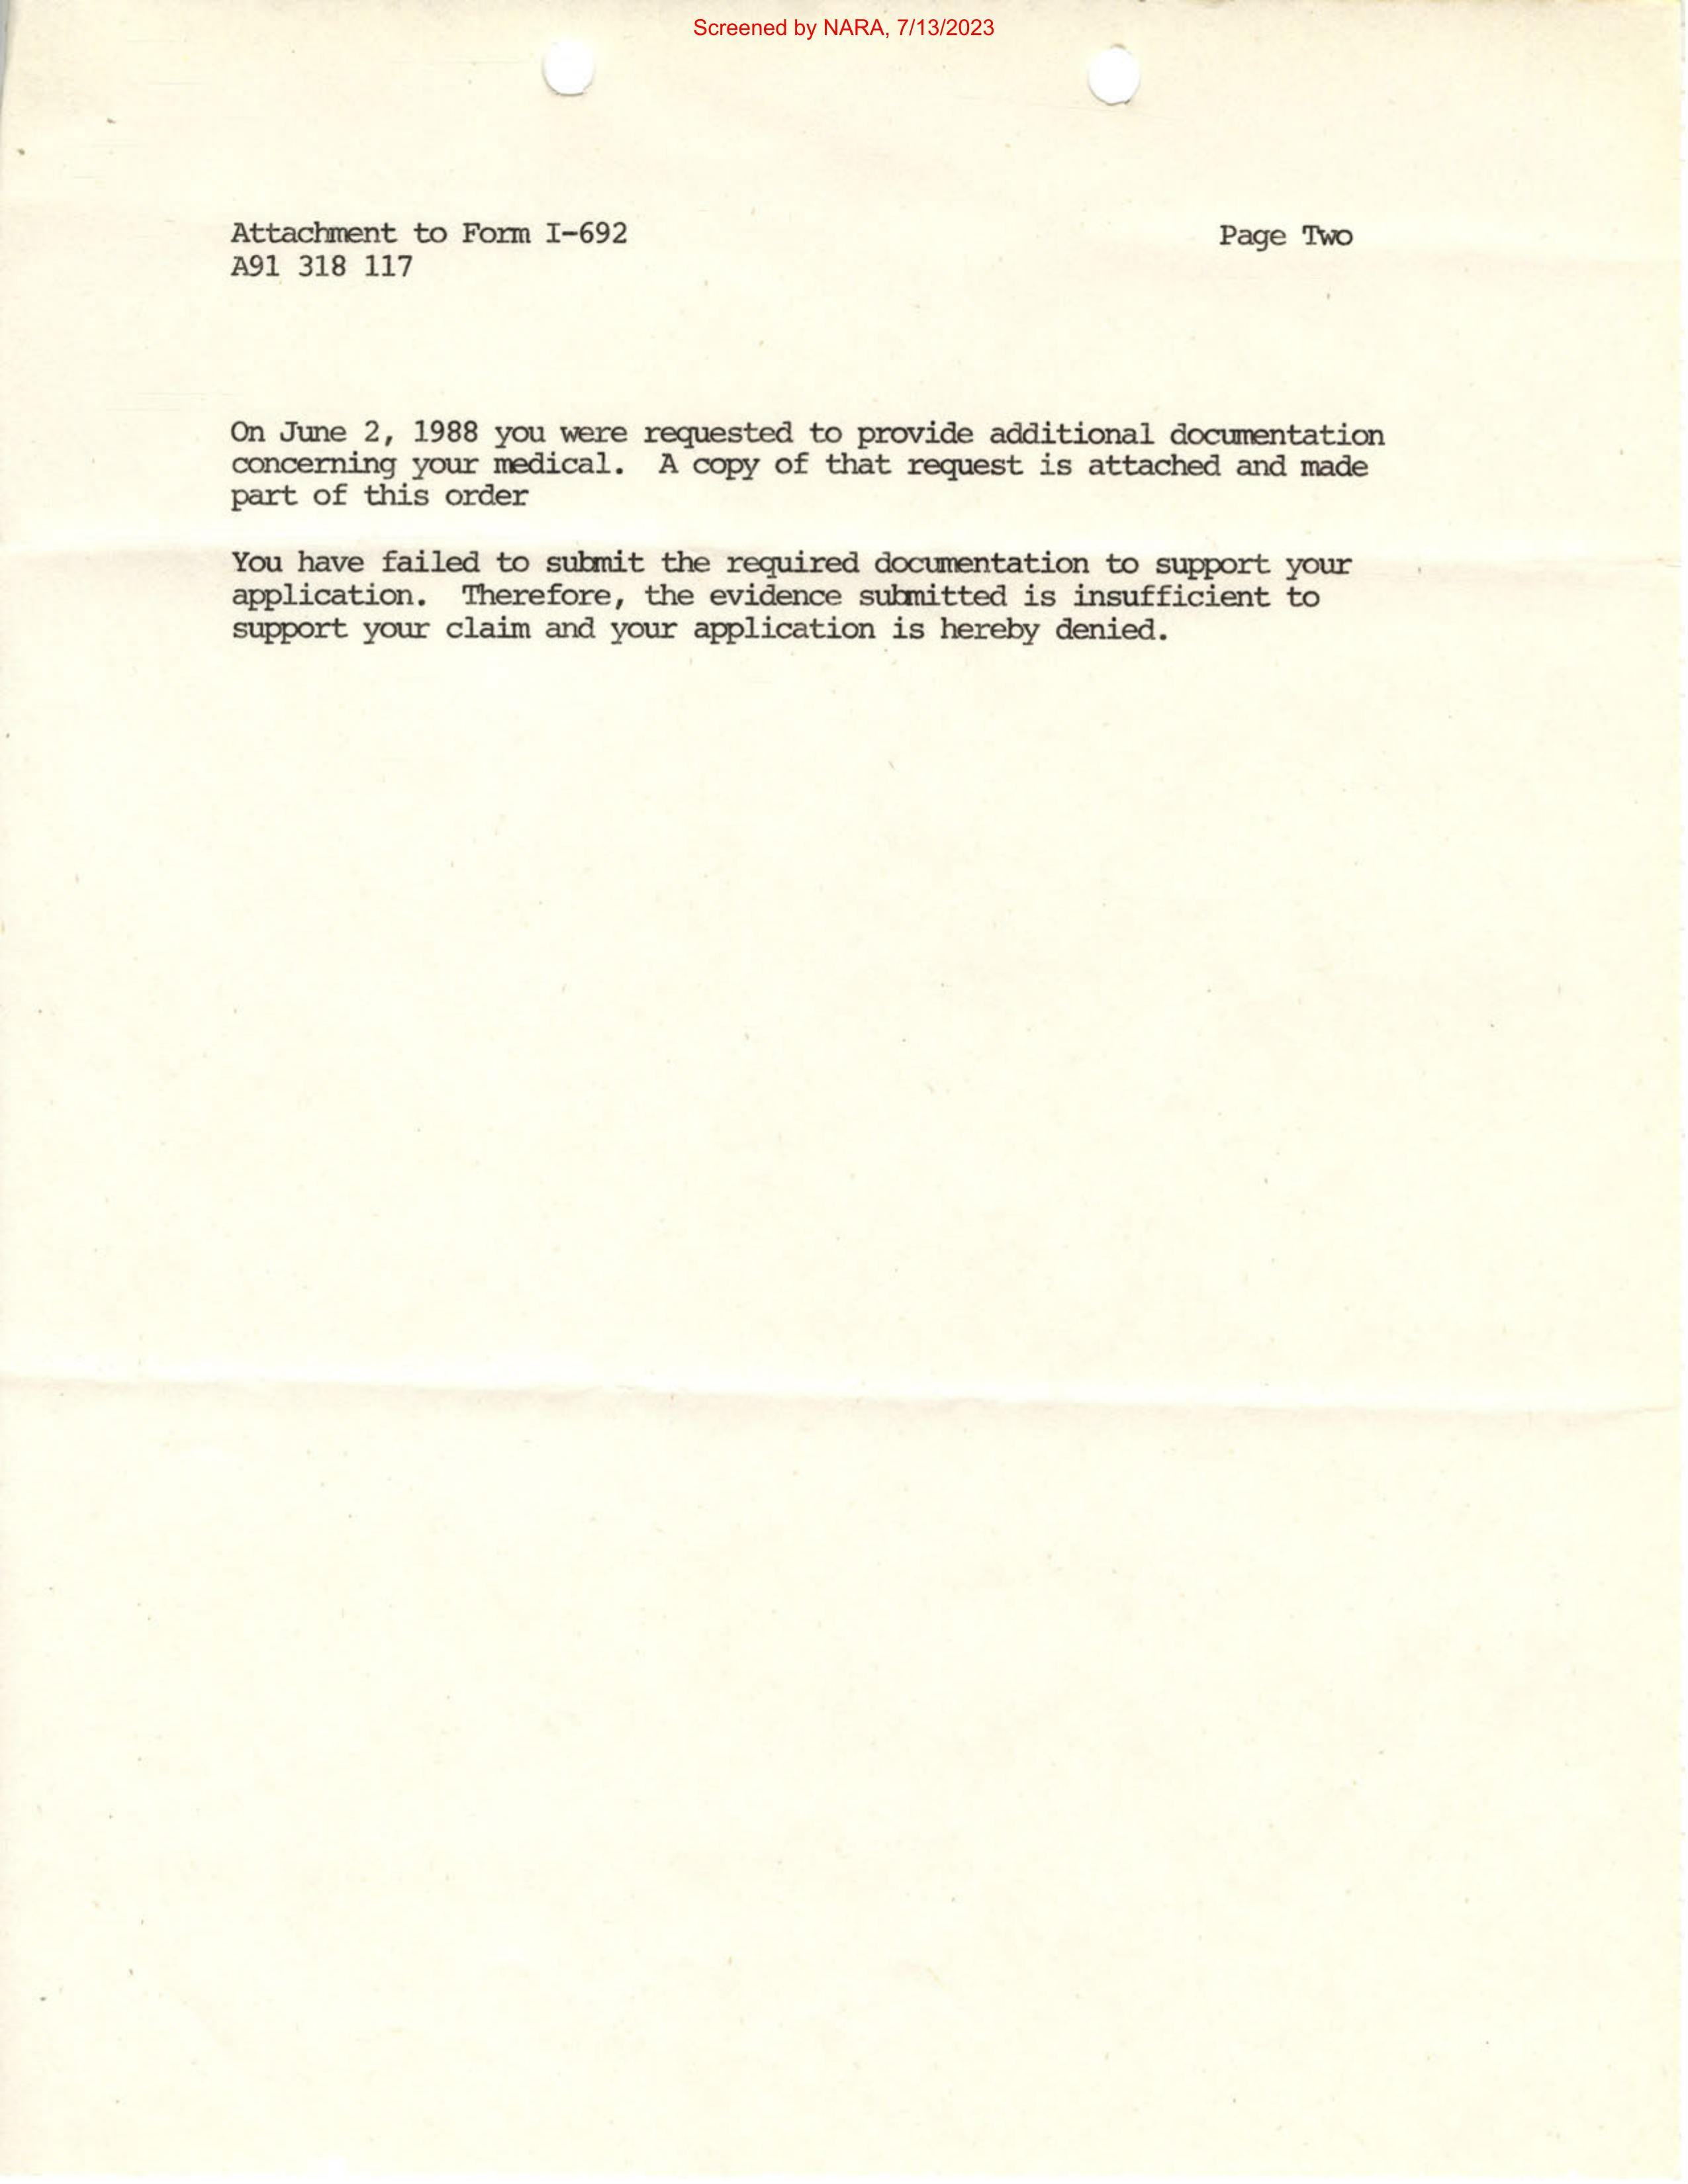 Screened by NARA, 7/13/2023
Attachment to Form I-692 Page Two
A91 318 117
On June 2, 1988 you were requested to provide additional documentation
concerning your medical. A copy of that request is attached and made
part of this order
You have failed to submit the required documentation to support your
application. Therefore, the evidence submitted is insufficient to
support your claim and your application is hereby denied.